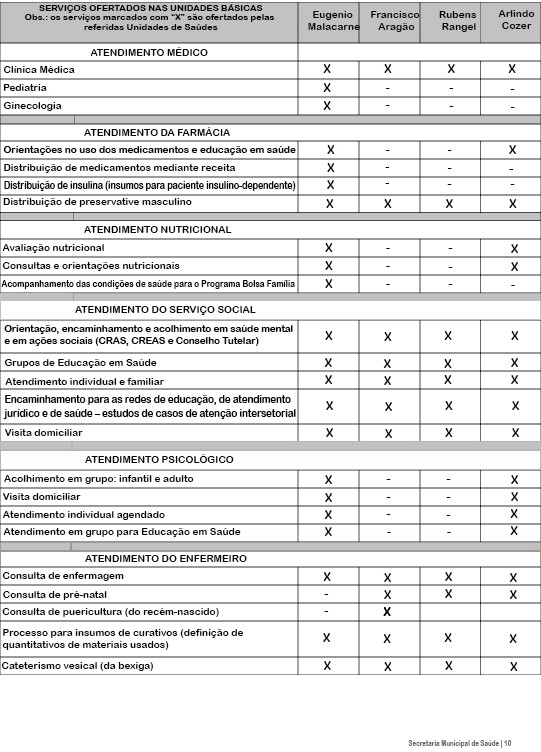 SERVIÇOS OFERTADOS NAS UNIDADES BÁSICAS
Obs.: os serviços marcados com "X" são ofertados pelas
referidas Unidades de Saúdes
Eugenio
Malacarne
Francisco
Aragão
Rubens
Rangel
Arlindo
Cozer
ATENDIMENTO MÉDICO
Clínica Médica X X X X
Pediatria X - - -
Ginecologia X - - -
ATENDIMENTO DA FARMÁCIA
Orientações no uso dos medicamentos e educação em saúde X - - X
Distribuição de medicamentos mediante receita X - - -
Distribuição de insulina (insumos para paciente insulino-dependente) X - - -
Distribuição de preservative masculino X X X X
ATENDIMENTO NUTRICIONAL
Avaliação nutricional X - - X
Consultas e orientações nutricionais X - - X
Acompanhamento das condições de saúde para o Programa Bolsa Família X - - -
ATENDIMENTO DO SERVIÇO SOCIAL
Orientação, encaminhamento e acolhimento em saúde mental
e em ações sociais (CRAS, CREAS e Conselho Tutelar) X X X X
Grupos de Educação em Saúde X X X X
Atendimento individual e familiar X X X X
Encaminhamento para as redes de educação, de atendimento
jurídico e de saúde – estudos de casos de atenção intersetorial X X X X
Visita domiciliar X X X X
ATENDIMENTO PSICOLÓGICO
Acolhimento em grupo: infantil e adulto X - - X
Visita domiciliar X - - X
Atendimento individual agendado X - - X
Atendimento em grupo para Educação em Saúde X - - X
ATENDIMENTO DO ENFERMEIRO
Consulta de enfermagem X X X X
Consulta de pré-natal - X X X
Consulta de puericultura (do recém-nascido) - X
Processo para insumos de curativos (definição de
quantitativos de materiais usados) X X X X
Cateterismo vesical (da bexiga) X X X X
Secretaria Municipal de Saúde | 10